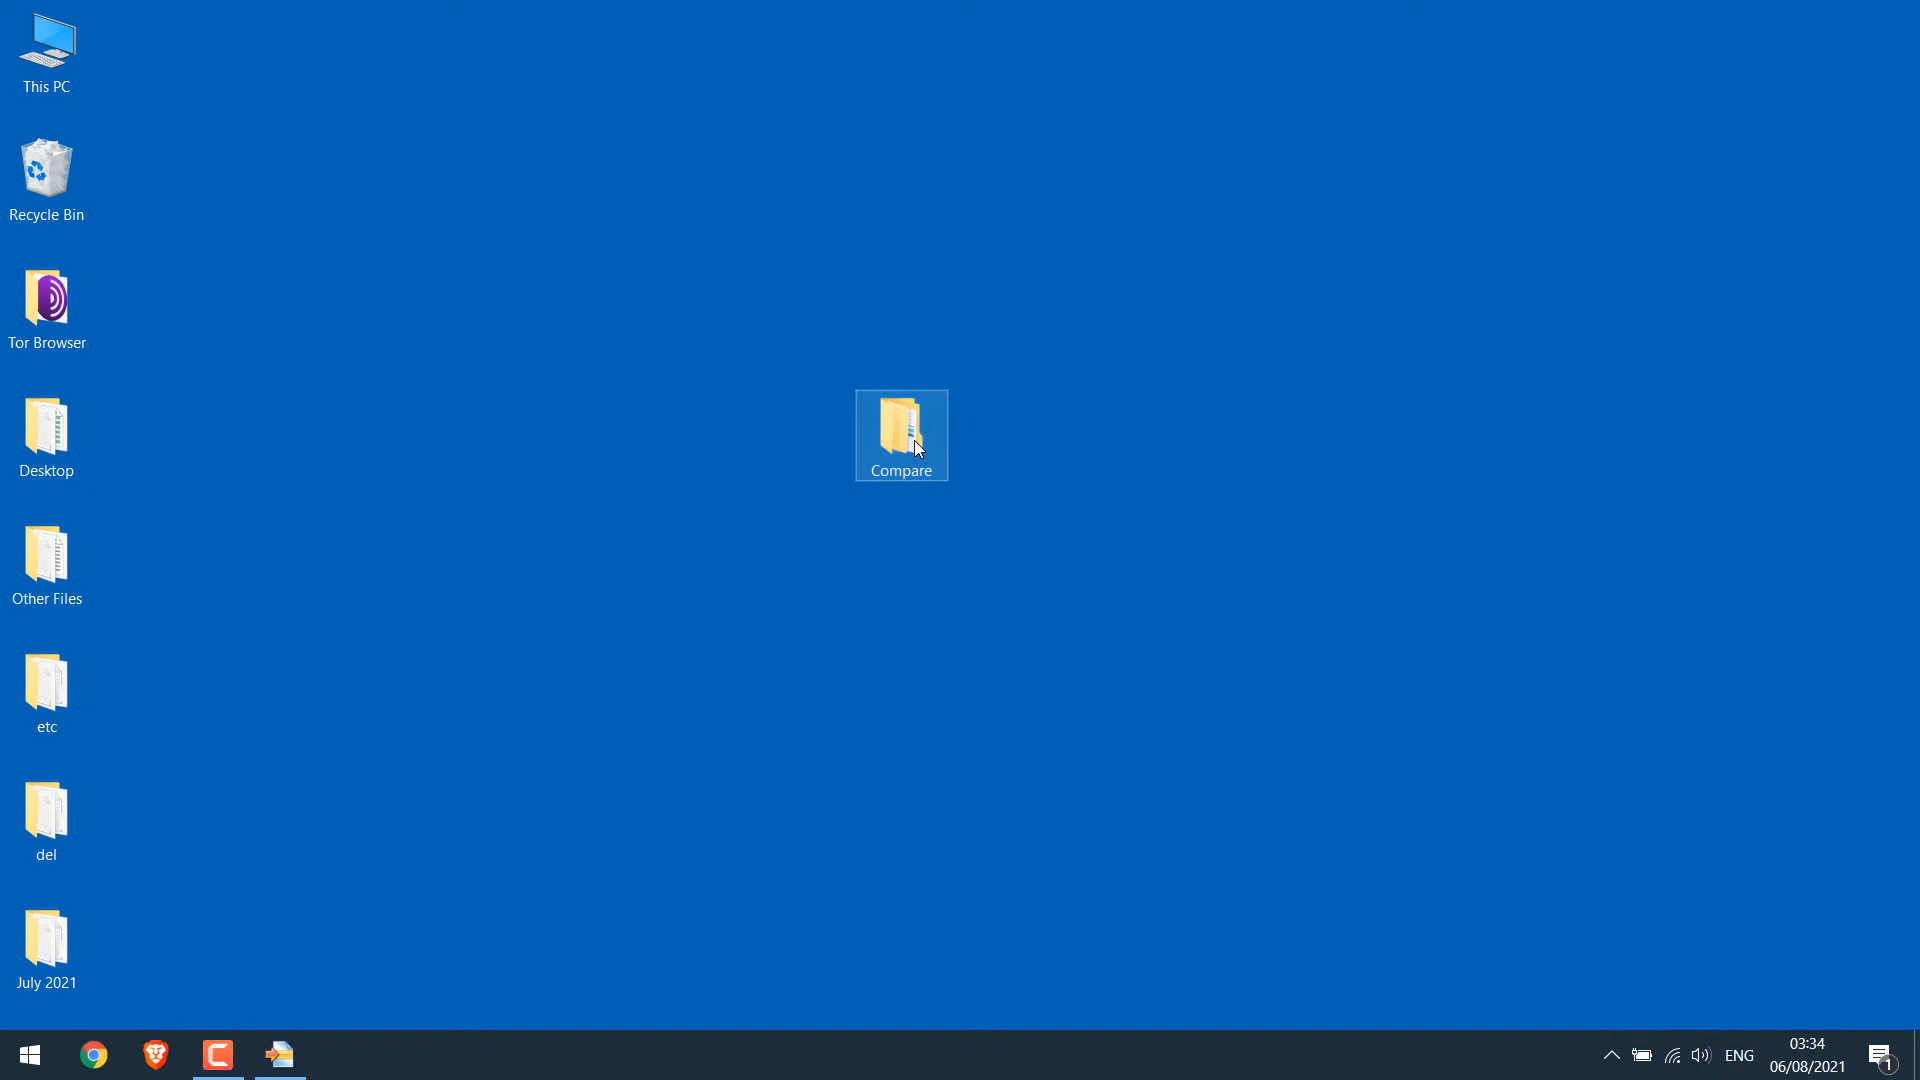 This PC
Recycle Bin
Tor Browser
Desktop
Compare
Other Files
etc
del
July 2021
ENG
03:34
06/08/2021
1